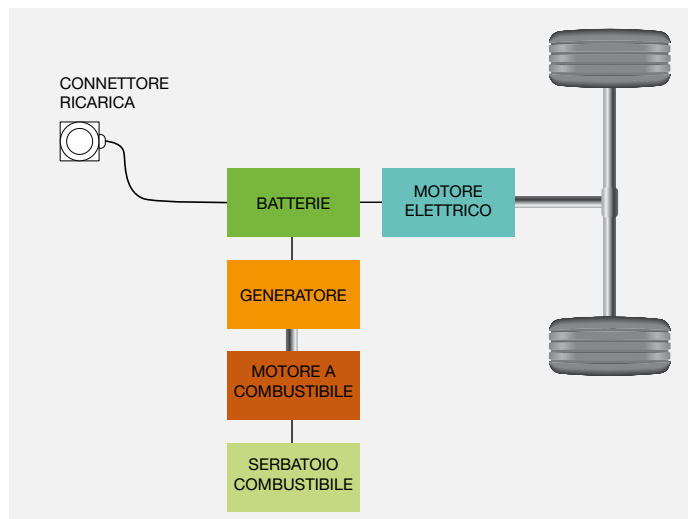 CONNETTORE
RICARICA
BATTERIE
MOTORE
ELETTRICO
GENERATORE
MOTORE A
COMBUSTIBILE
SERBATOIO
COMBUSTIBILE